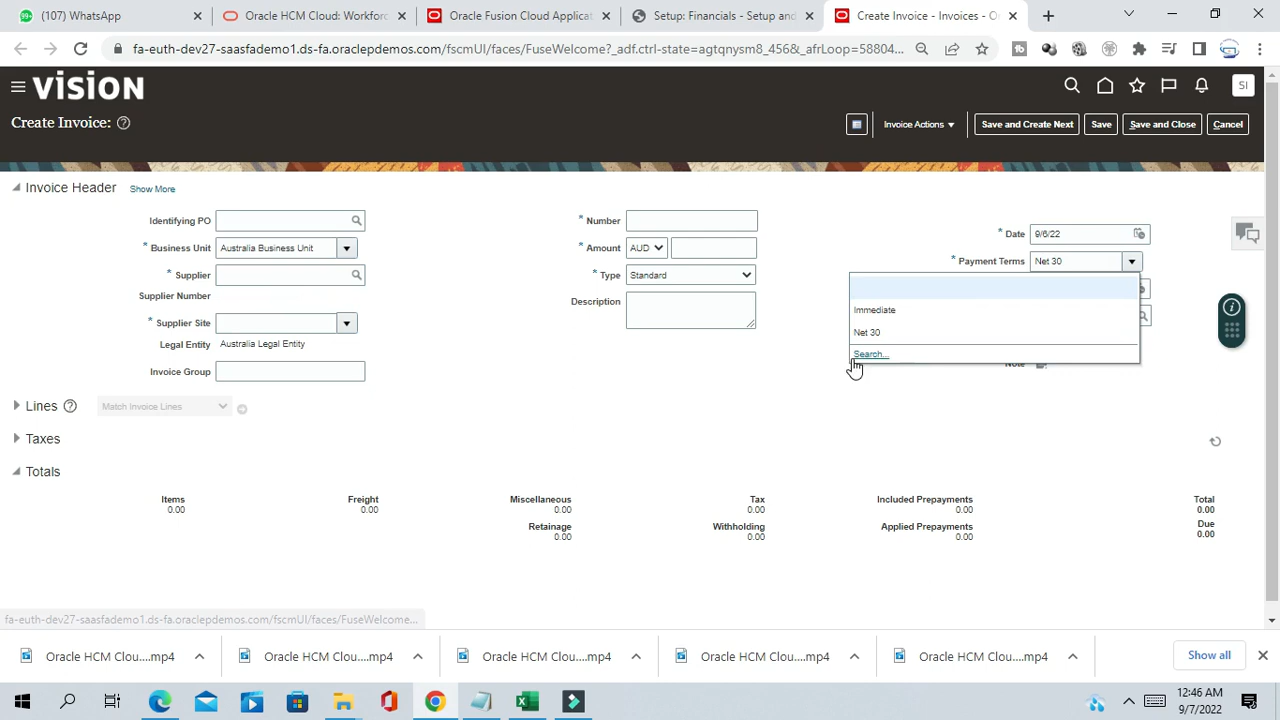 (107) WhatsApp
Oracle HCM Cloud: Workforc
Oracle Fusion Cloud Applicat
Setup: Financials - Setup and
Create Invoice - Invoices - O
fa-euth-dev27-saasfademo1.ds-fa.oraclepdemos.com/fscmUI/faces/FuseWelcome?_adf.ctrl-state=agtqnysm8_456&_afrLoop=58804...
VISION
SI
Create Invoice: ?
Invoice Actions
Save and Create Next
Save
Save and Close
Cancel
Invoice Header
Show More
Identifying PO
* Number
* Date 9/6/22
* Business Unit Australia Business Unit
* Amount AUD
* Payment Terms Net 30
* Supplier
* Type Standard
Supplier Number
Description
Immediate
* Supplier Site
Net 30
Legal Entity Australia Legal Entity
Search...
Invoice Group
Note
Lines ? Match Invoice Lines
Taxes
Totals
Items
Freight
Miscellaneous
Tax
Included Prepayments
Total
0.00
0.00
0.00
0.00
0.00
0.00
Retainage
Withholding
Applied Prepayments
Due
0.00
0.00
0.00
0.00
fa-euth-dev27-saasfademo1.ds-fa.oraclepdemos.com/fscmUI/faces/FuseWelcome...
Oracle HCM Clou....mp4
Oracle HCM Clou....mp4
Oracle HCM Clou....mp4
Oracle HCM Clou....mp4
Oracle HCM Clou....mp4
Show all
12:46 AM
9/7/2022